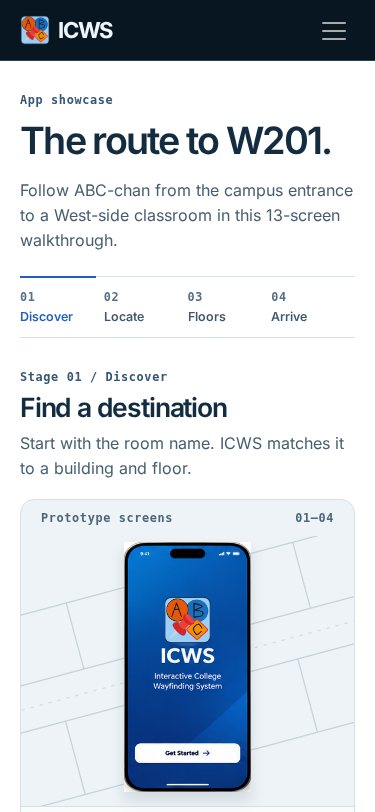 A B C
ICWS
App showcase
The route to W201.
Follow ABC-chan from the campus entrance
to a West-side classroom in this 13-screen
walkthrough.
01 02 03 04
Discover Locate Floors Arrive
Stage 01 / Discover
Find a destination
Start with the room name. ICWS matches it
to a building and floor.
Prototype screens 01–04
9:41
A B C
ICWS
Interactive College
Wayfinding System
Get Started →